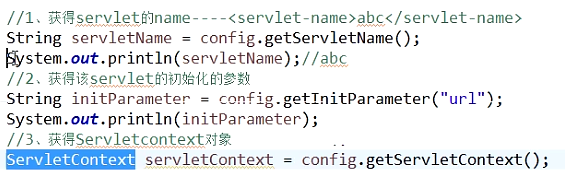 //1、获得servlet的name----<servlet-name>abc</servlet-name>
String servletName = config.getServletName();
System.out.println(servletName);//abc
//2、获得该servlet的初始化的参数
String initParameter = config.getInitParameter("url");
System.out.println(initParameter);
//3、获得Servletcontext对象
ServletContext servletContext = config.getServletContext();